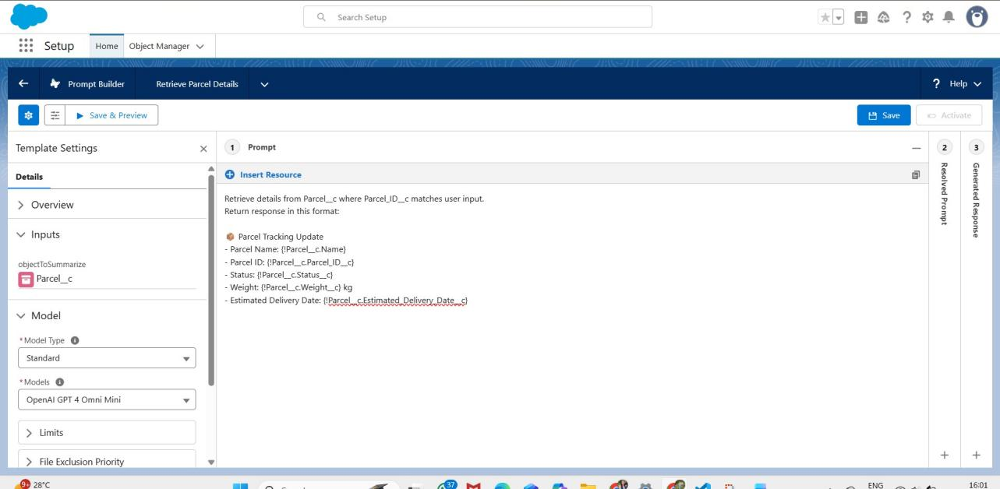 Search Setup
Setup
Home
Object Manager
Prompt Builder
Retrieve Parcel Details
? Help
Save & Preview
Save
Activate
Template Settings
Details
Overview
Inputs
objectToSummarize
Parcel__c
Model
* Model Type
Standard
* Models
OpenAI GPT 4 Omni Mini
Limits
File Exclusion Priority
1 Prompt
Insert Resource
Retrieve details from Parcel__c where Parcel_ID__c matches user input.
Return response in this format:
📦 Parcel Tracking Update
- Parcel Name: {!Parcel__c.Name}
- Parcel ID: {!Parcel__c.Parcel_ID__c}
- Status: {!Parcel__c.Status__c}
- Weight: {!Parcel__c.Weight__c} kg
- Estimated Delivery Date: {!Parcel__c.Estimated_Delivery_Date__c}
2
Resolved Prompt
3
Generated Response
9+
28°C
37
ENG
16:01